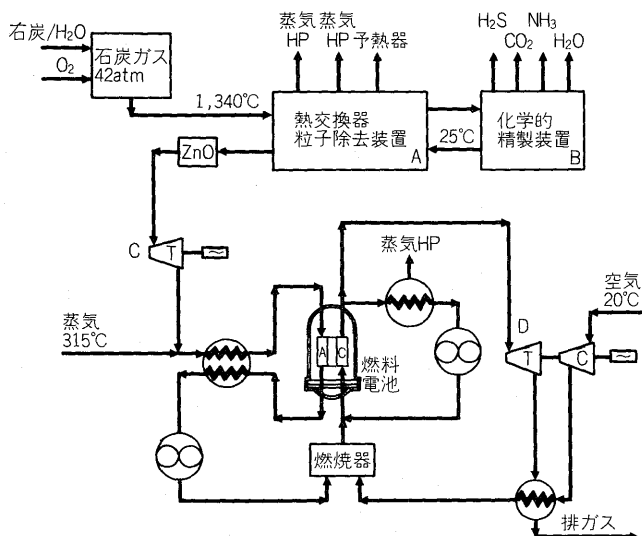 右炭/H₂O
O₂
石炭ガス
42atm
1,340℃
蒸気 蒸気
HP HP 予熱器
熱交換器
粒子除去装置
A
H₂S NH₃
CO₂ H₂O
化学的
精製装置
B
25℃
ZnO
C T
蒸気HP
空気
20℃
蒸気
315℃
A C
燃料
電池
D
T C
燃焼器
排ガス